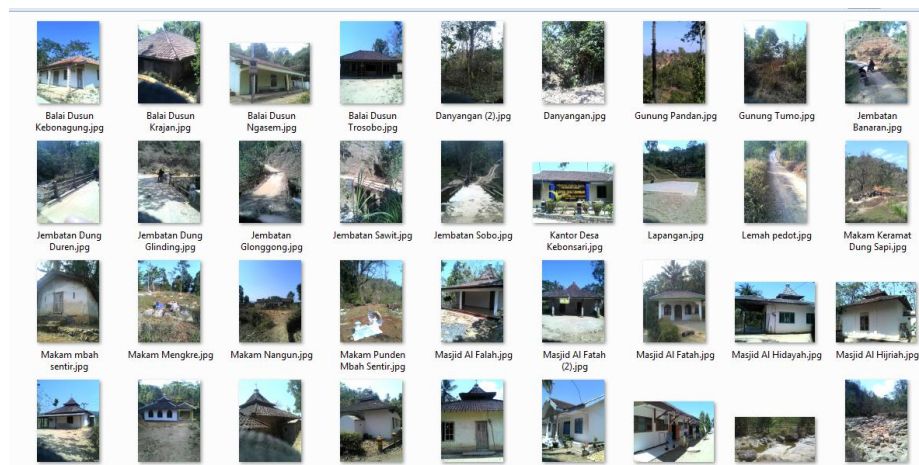 Balai Dusun
Kebonagung.jpg
Balai Dusun
Krajan.jpg
Balai Dusun
Ngasem.jpg
Balai Dusun
Trosobo.jpg
Danyangan (2).jpg
Danyangan.jpg
Gunung Pandan.jpg
Gunung Tumo.jpg
Jembatan
Banaran.jpg
Jembatan Dung
Duren.jpg
Jembatan Dung
Glinding.jpg
Jembatan
Glonggong.jpg
Jembatan Sawit.jpg
Jembatan Sobo.jpg
Kantor Desa
Kebonsari.jpg
Lapangan.jpg
Lemah pedot.jpg
Makam Keramat
Dung Sapi.jpg
Makam mbah
sentir.jpg
Makam Mengkre.jpg
Makam Nangun.jpg
Makam Punden
Mbah Sentir.jpg
Masjid Al Falah.jpg
Masjid Al Fatah
(2).jpg
Masjid Al Fatah.jpg
Masjid Al Hidayah.jpg
Masjid Al Hijriah.jpg